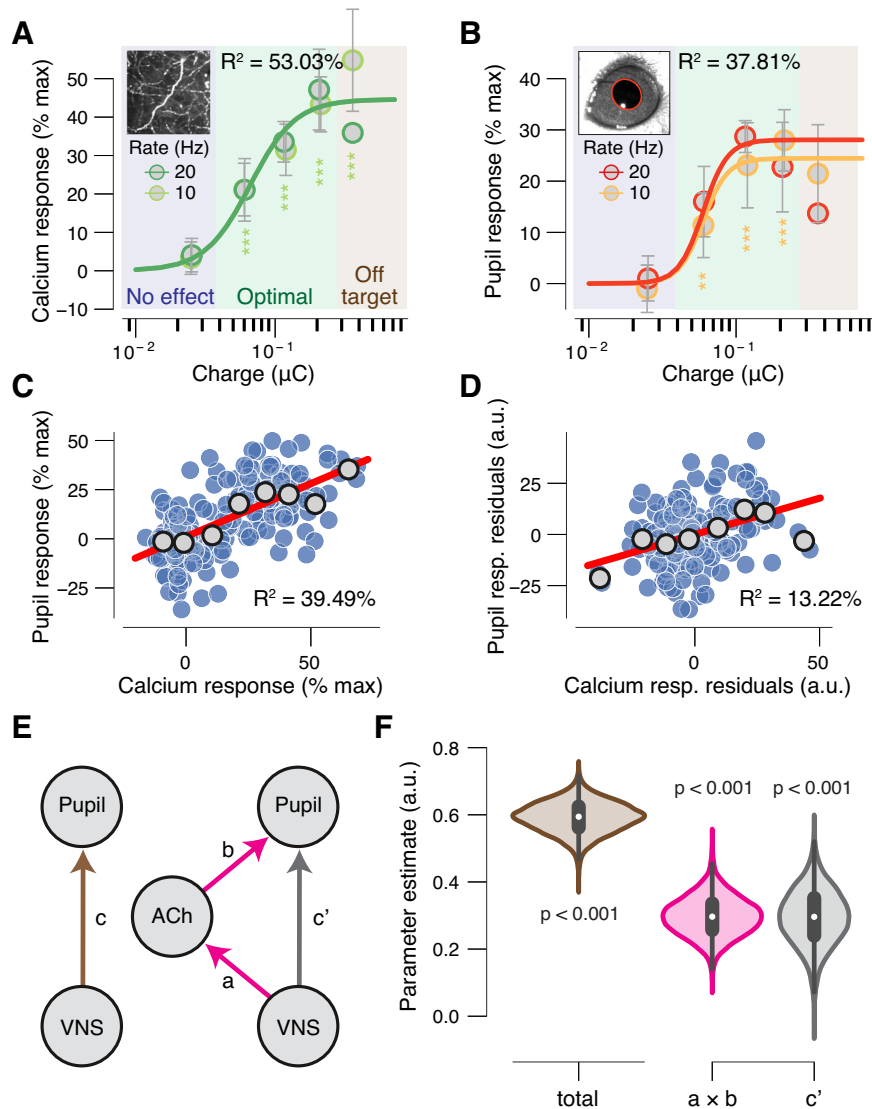 A
R² = 53.03%
Calcium response (% max)
50
40
30
20
10
0
−10
Rate (Hz)
20
10
***
***
***
***
No effect
Optimal
Off
target
10⁻²
10⁻¹
Charge (µC)
B
R² = 37.81%
Pupil response (% max)
40
30
20
10
0
Rate (Hz)
20
10
**
***
***
10⁻²
10⁻¹
Charge (µC)
C
Pupil response (% max)
50
25
0
−25
R² = 39.49%
0
50
Calcium response (% max)
D
Pupil resp. residuals (a.u.)
25
0
−25
R² = 13.22%
0
50
Calcium resp. residuals (a.u.)
E
Pupil
Pupil
b
c
ACh
c’
a
VNS
VNS
F
Parameter estimate (a.u.)
0.8
0.6
0.4
0.2
0.0
p < 0.001
p < 0.001
p < 0.001
total
a × b
c’